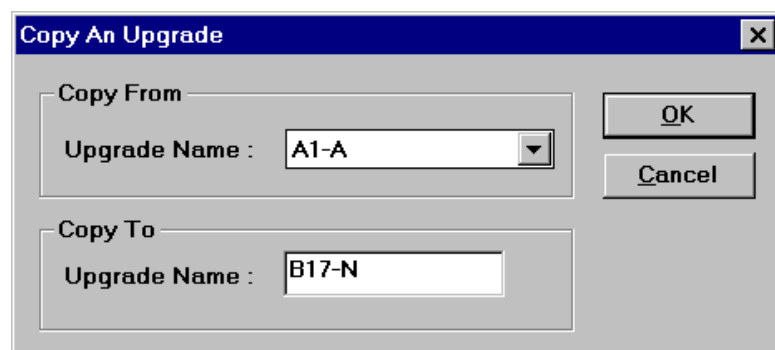 Copy An Upgrade
Copy From
Upgrade Name : A1-A
OK
Cancel
Copy To
Upgrade Name : B17-N